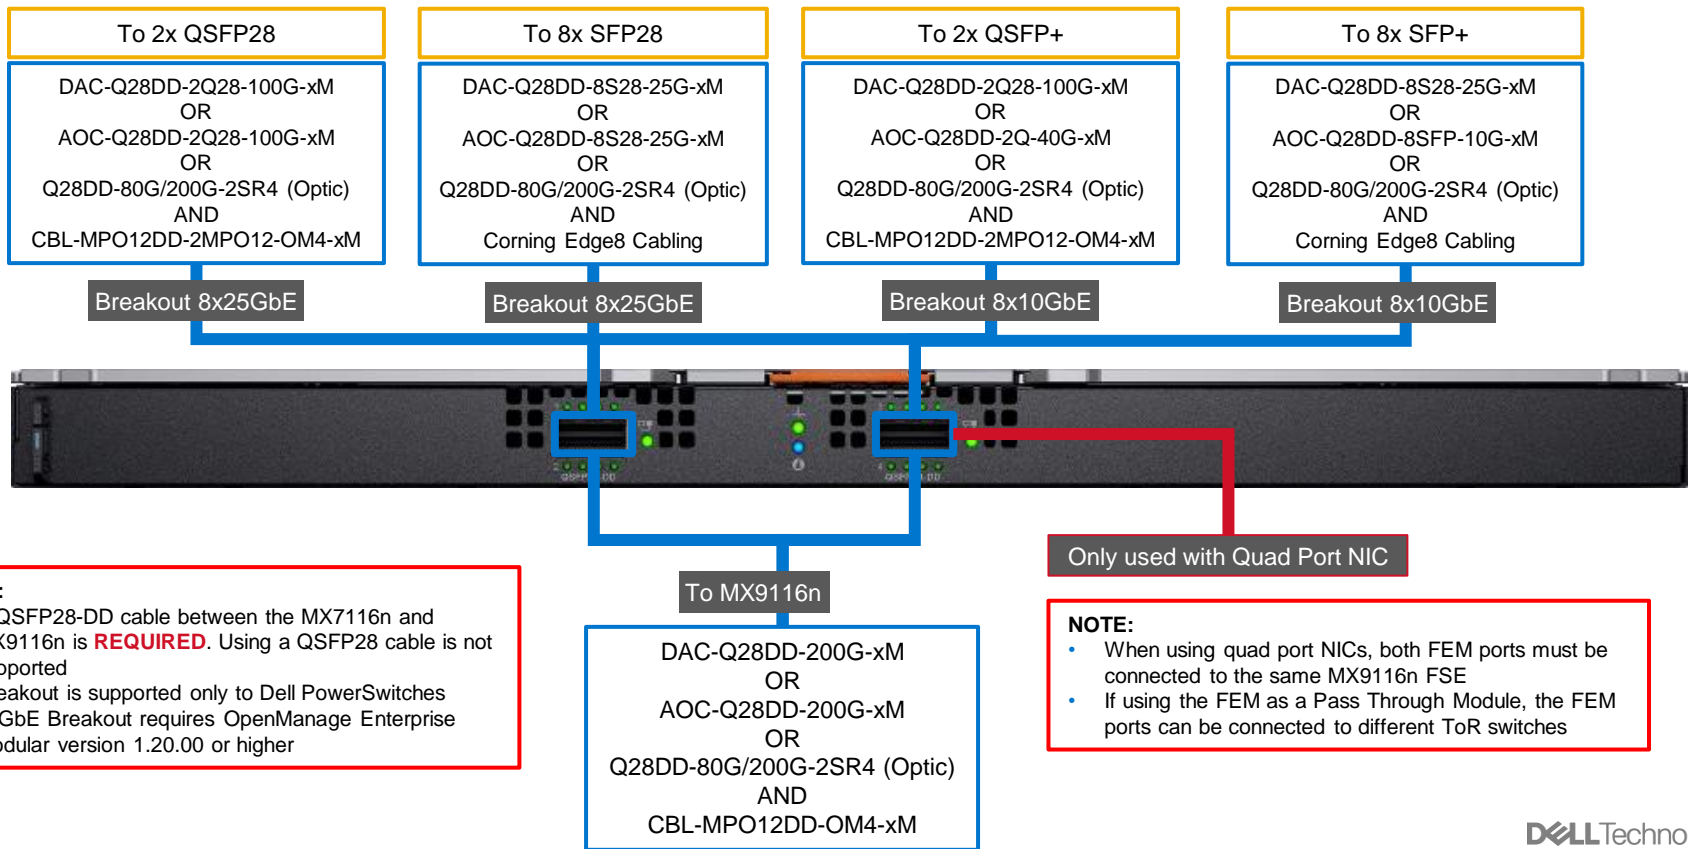 To 2x QSFP28
DAC-Q28DD-2Q28-100G-xM
OR
AOC-Q28DD-2Q28-100G-xM
OR
Q28DD-80G/200G-2SR4 (Optic)
AND
CBL-MPO12DD-2MPO12-OM4-xM
Breakout 8x25GbE
To 8x SFP28
DAC-Q28DD-8S28-25G-xM
OR
AOC-Q28DD-8S28-25G-xM
OR
Q28DD-80G/200G-2SR4 (Optic)
AND
Corning Edge8 Cabling
Breakout 8x25GbE
To 2x QSFP+
DAC-Q28DD-2Q28-100G-xM
OR
AOC-Q28DD-2Q-40G-xM
OR
Q28DD-80G/200G-2SR4 (Optic)
AND
CBL-MPO12DD-2MPO12-OM4-xM
Breakout 8x10GbE
To 8x SFP+
DAC-Q28DD-8S28-25G-xM
OR
AOC-Q28DD-8SFP-10G-xM
OR
Q28DD-80G/200G-2SR4 (Optic)
AND
Corning Edge8 Cabling
Breakout 8x10GbE
:
QSFP28-DD cable between the MX7116n and
X9116n is REQUIRED. Using a QSFP28 cable is not
pported
eakout is supported only to Dell PowerSwitches
GbE Breakout requires OpenManage Enterprise
odular version 1.20.00 or higher
To MX9116n
DAC-Q28DD-200G-xM
OR
AOC-Q28DD-200G-xM
OR
Q28DD-80G/200G-2SR4 (Optic)
AND
CBL-MPO12DD-OM4-xM
Only used with Quad Port NIC
NOTE:
• When using quad port NICs, both FEM ports must be
connected to the same MX9116n FSE
• If using the FEM as a Pass Through Module, the FEM
ports can be connected to different ToR switches
DELLTechno